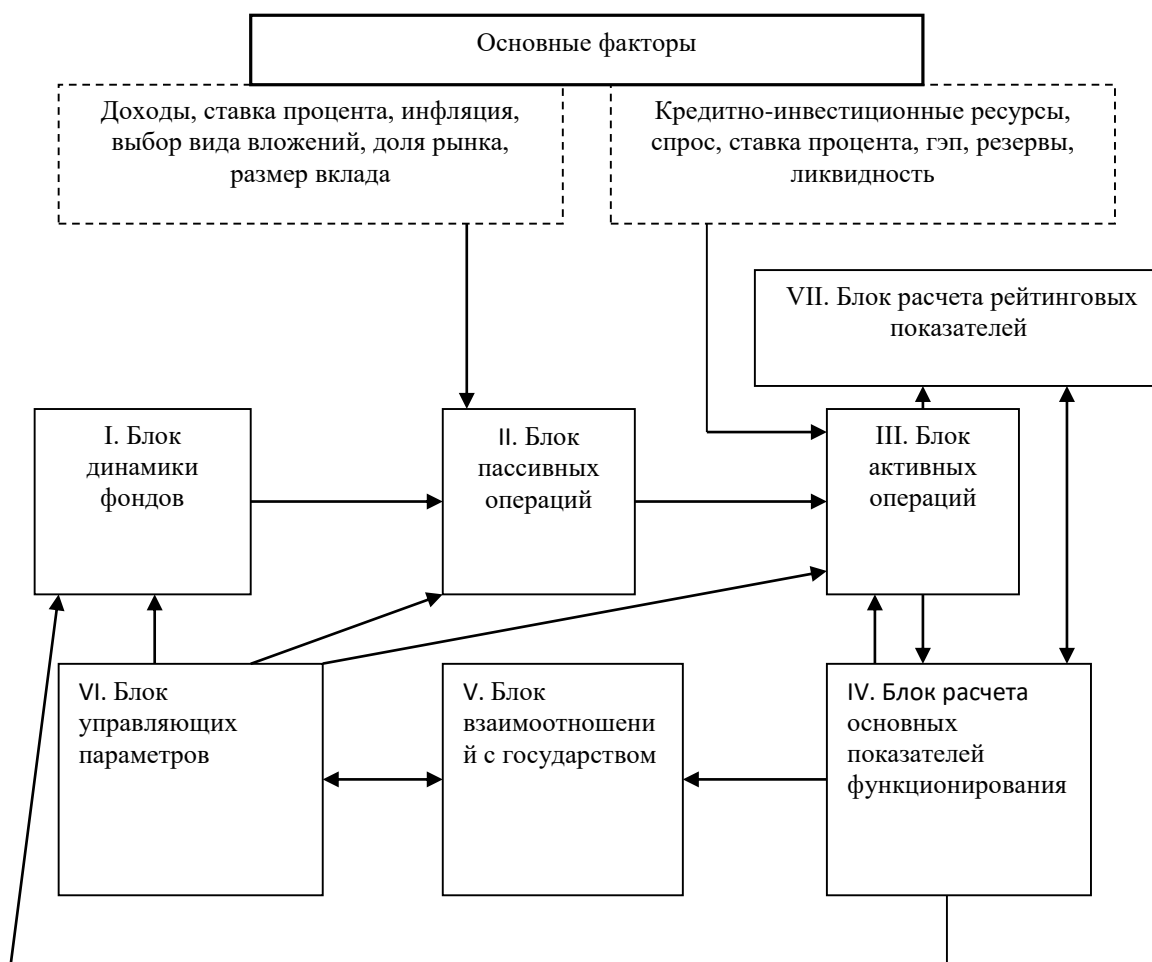 Основные факторы
Доходы, ставка процента, инфляция,
выбор вида вложений, доля рынка,
размер вклада
Кредитно-инвестиционные ресурсы,
спрос, ставка процента, гэп, резервы,
ликвидность
VII. Блок расчета рейтинговых
показателей
I. Блок
динамики
фондов
II. Блок
пассивных
операций
III. Блок
активных
операций
VI. Блок
управляющих
параметров
V. Блок
взаимоотношени
й с государством
IV. Блок расчета
основных
показателей
функционирования